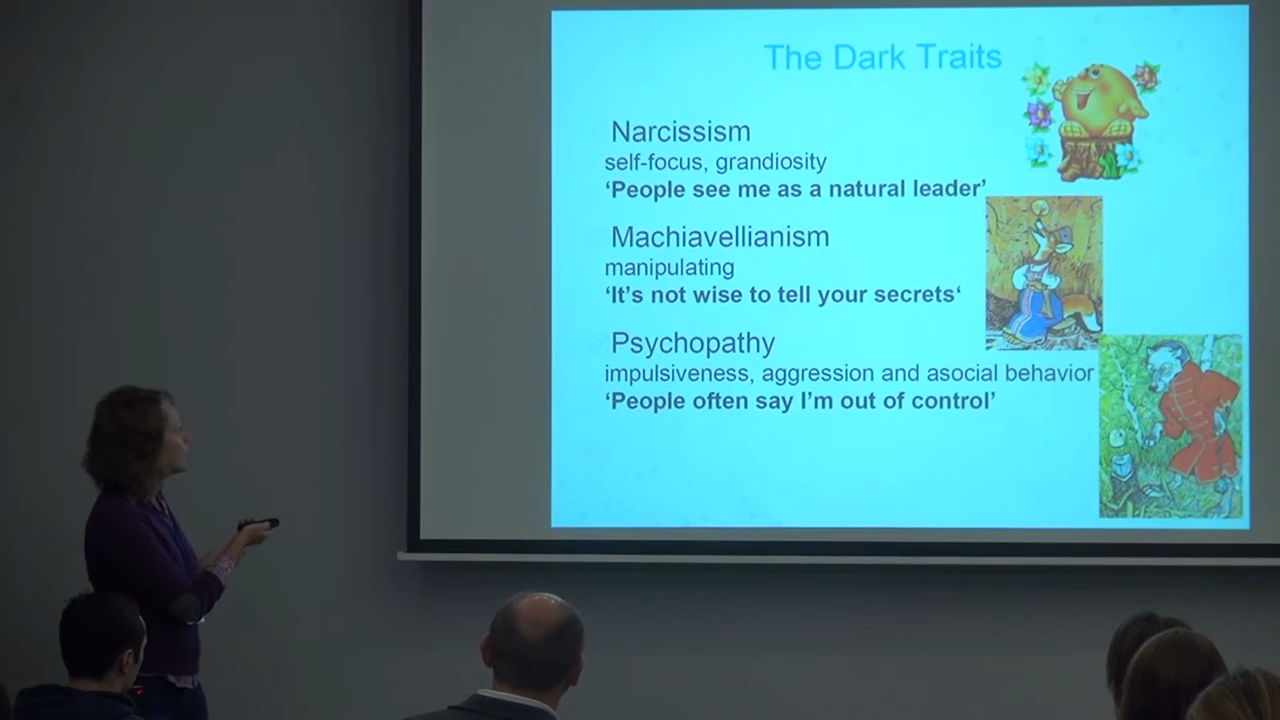 The Dark Traits
Narcissism
self-focus, grandiosity
‘People see me as a natural leader’
Machiavellianism
manipulating
‘It’s not wise to tell your secrets‘
Psychopathy
impulsiveness, aggression and asocial behavior
‘People often say I’m out of control’